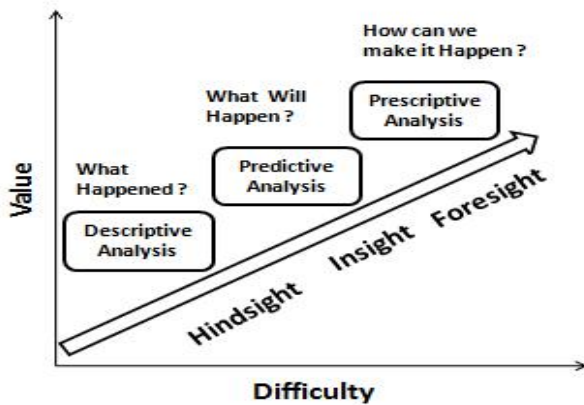 How can we
make it Happen ?
Prescriptive
Analysis
What Will
Happen ?
Predictive
Analysis
What
Happened ?
Descriptive
Analysis
Hindsight Insight Foresight
Value
Difficulty